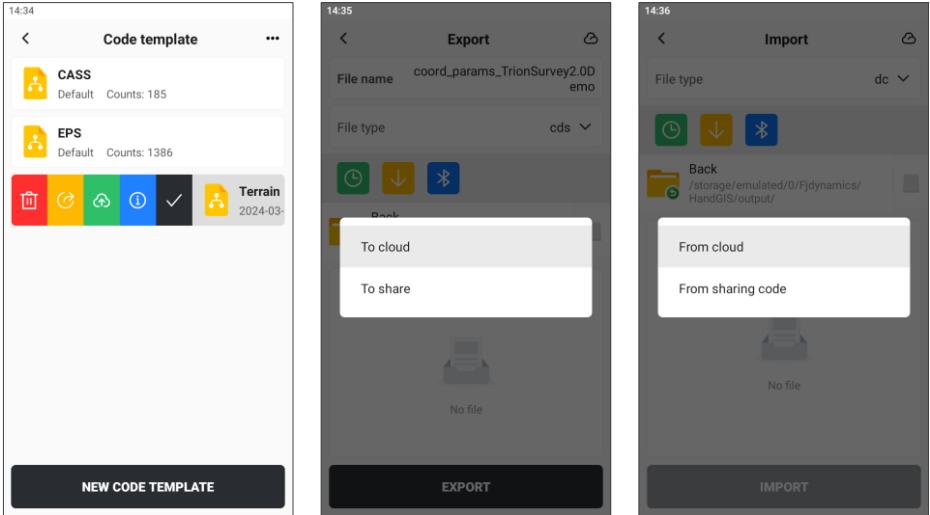 14:34
Code template
CASS
Default Counts: 185
EPS
Default Counts: 1386
Terrain
2024-03-
NEW CODE TEMPLATE
14:35
Export
File name
coord_params_TrionSurvey2.0D
emo
File type
cds
Back
To cloud
To share
No file
EXPORT
14:36
Import
File type
dc
Back
/storage/emulated/0/Fjdynamics/
HandGIS/output/
From cloud
From sharing code
No file
IMPORT